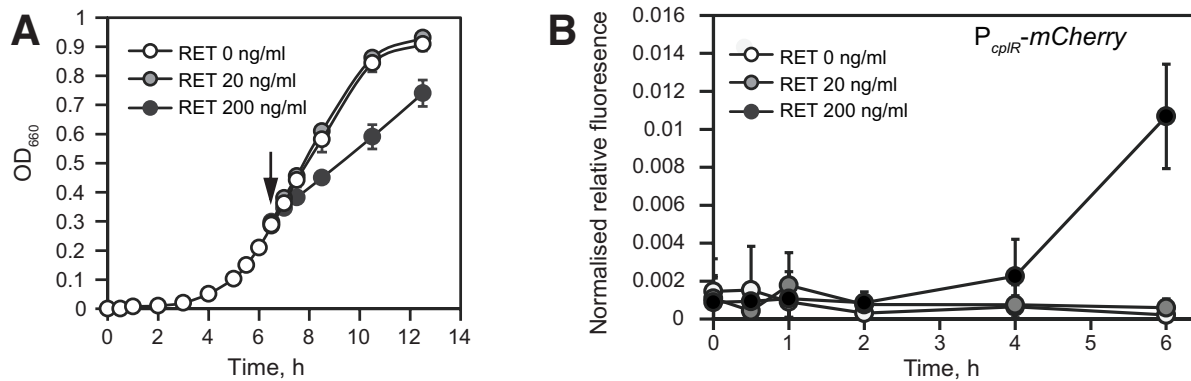 A
OD660
1
0.9
0.8
0.7
0.6
0.5
0.4
0.3
0.2
0.1
0
RET 0 ng/ml
RET 20 ng/ml
RET 200 ng/ml
0 2 4 6 8 10 12 14
Time, h
B
Normalised relative fluorescence
0.016
0.014
0.012
0.01
0.008
0.006
0.004
0.002
0
PcplR-mCherry
RET 0 ng/ml
RET 20 ng/ml
RET 200 ng/ml
0 1 2 3 4 5 6
Time, h